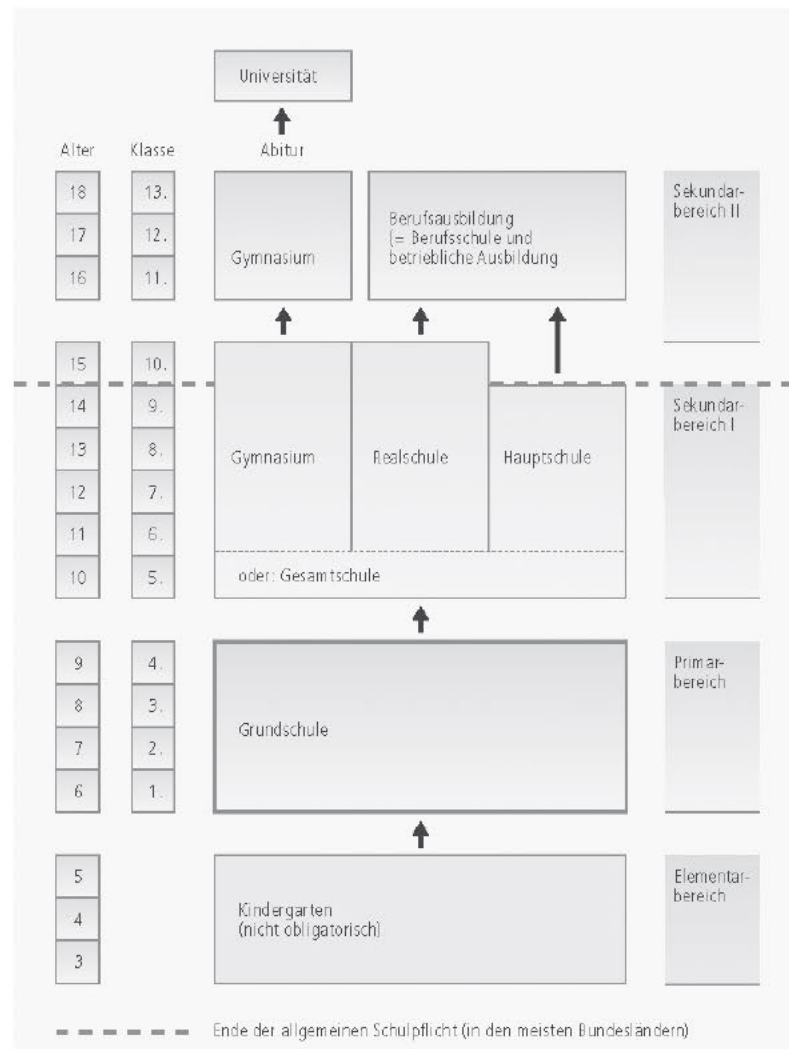 Universität
Alter Klasse Abitur
18 13.
17 12.
16 11.
Gymnasium
Berufsausbildung
(= Berufsschule und
betriebliche Ausbildung
Sekundar-
bereich II
15 10.
14 9.
13 8.
12 7.
11 6.
10 5.
Gymnasium
Realschule
Hauptschule
oder: Gesamtschule
Sekundar-
bereich I
9 4.
8 3.
7 2.
6 1.
Grundschule
Primar-
bereich
5
4
3
Kindergarten
(nicht obligatorisch)
Elementar-
bereich
Ende der allgemeinen Schulpflicht (in den meisten Bundesländern)